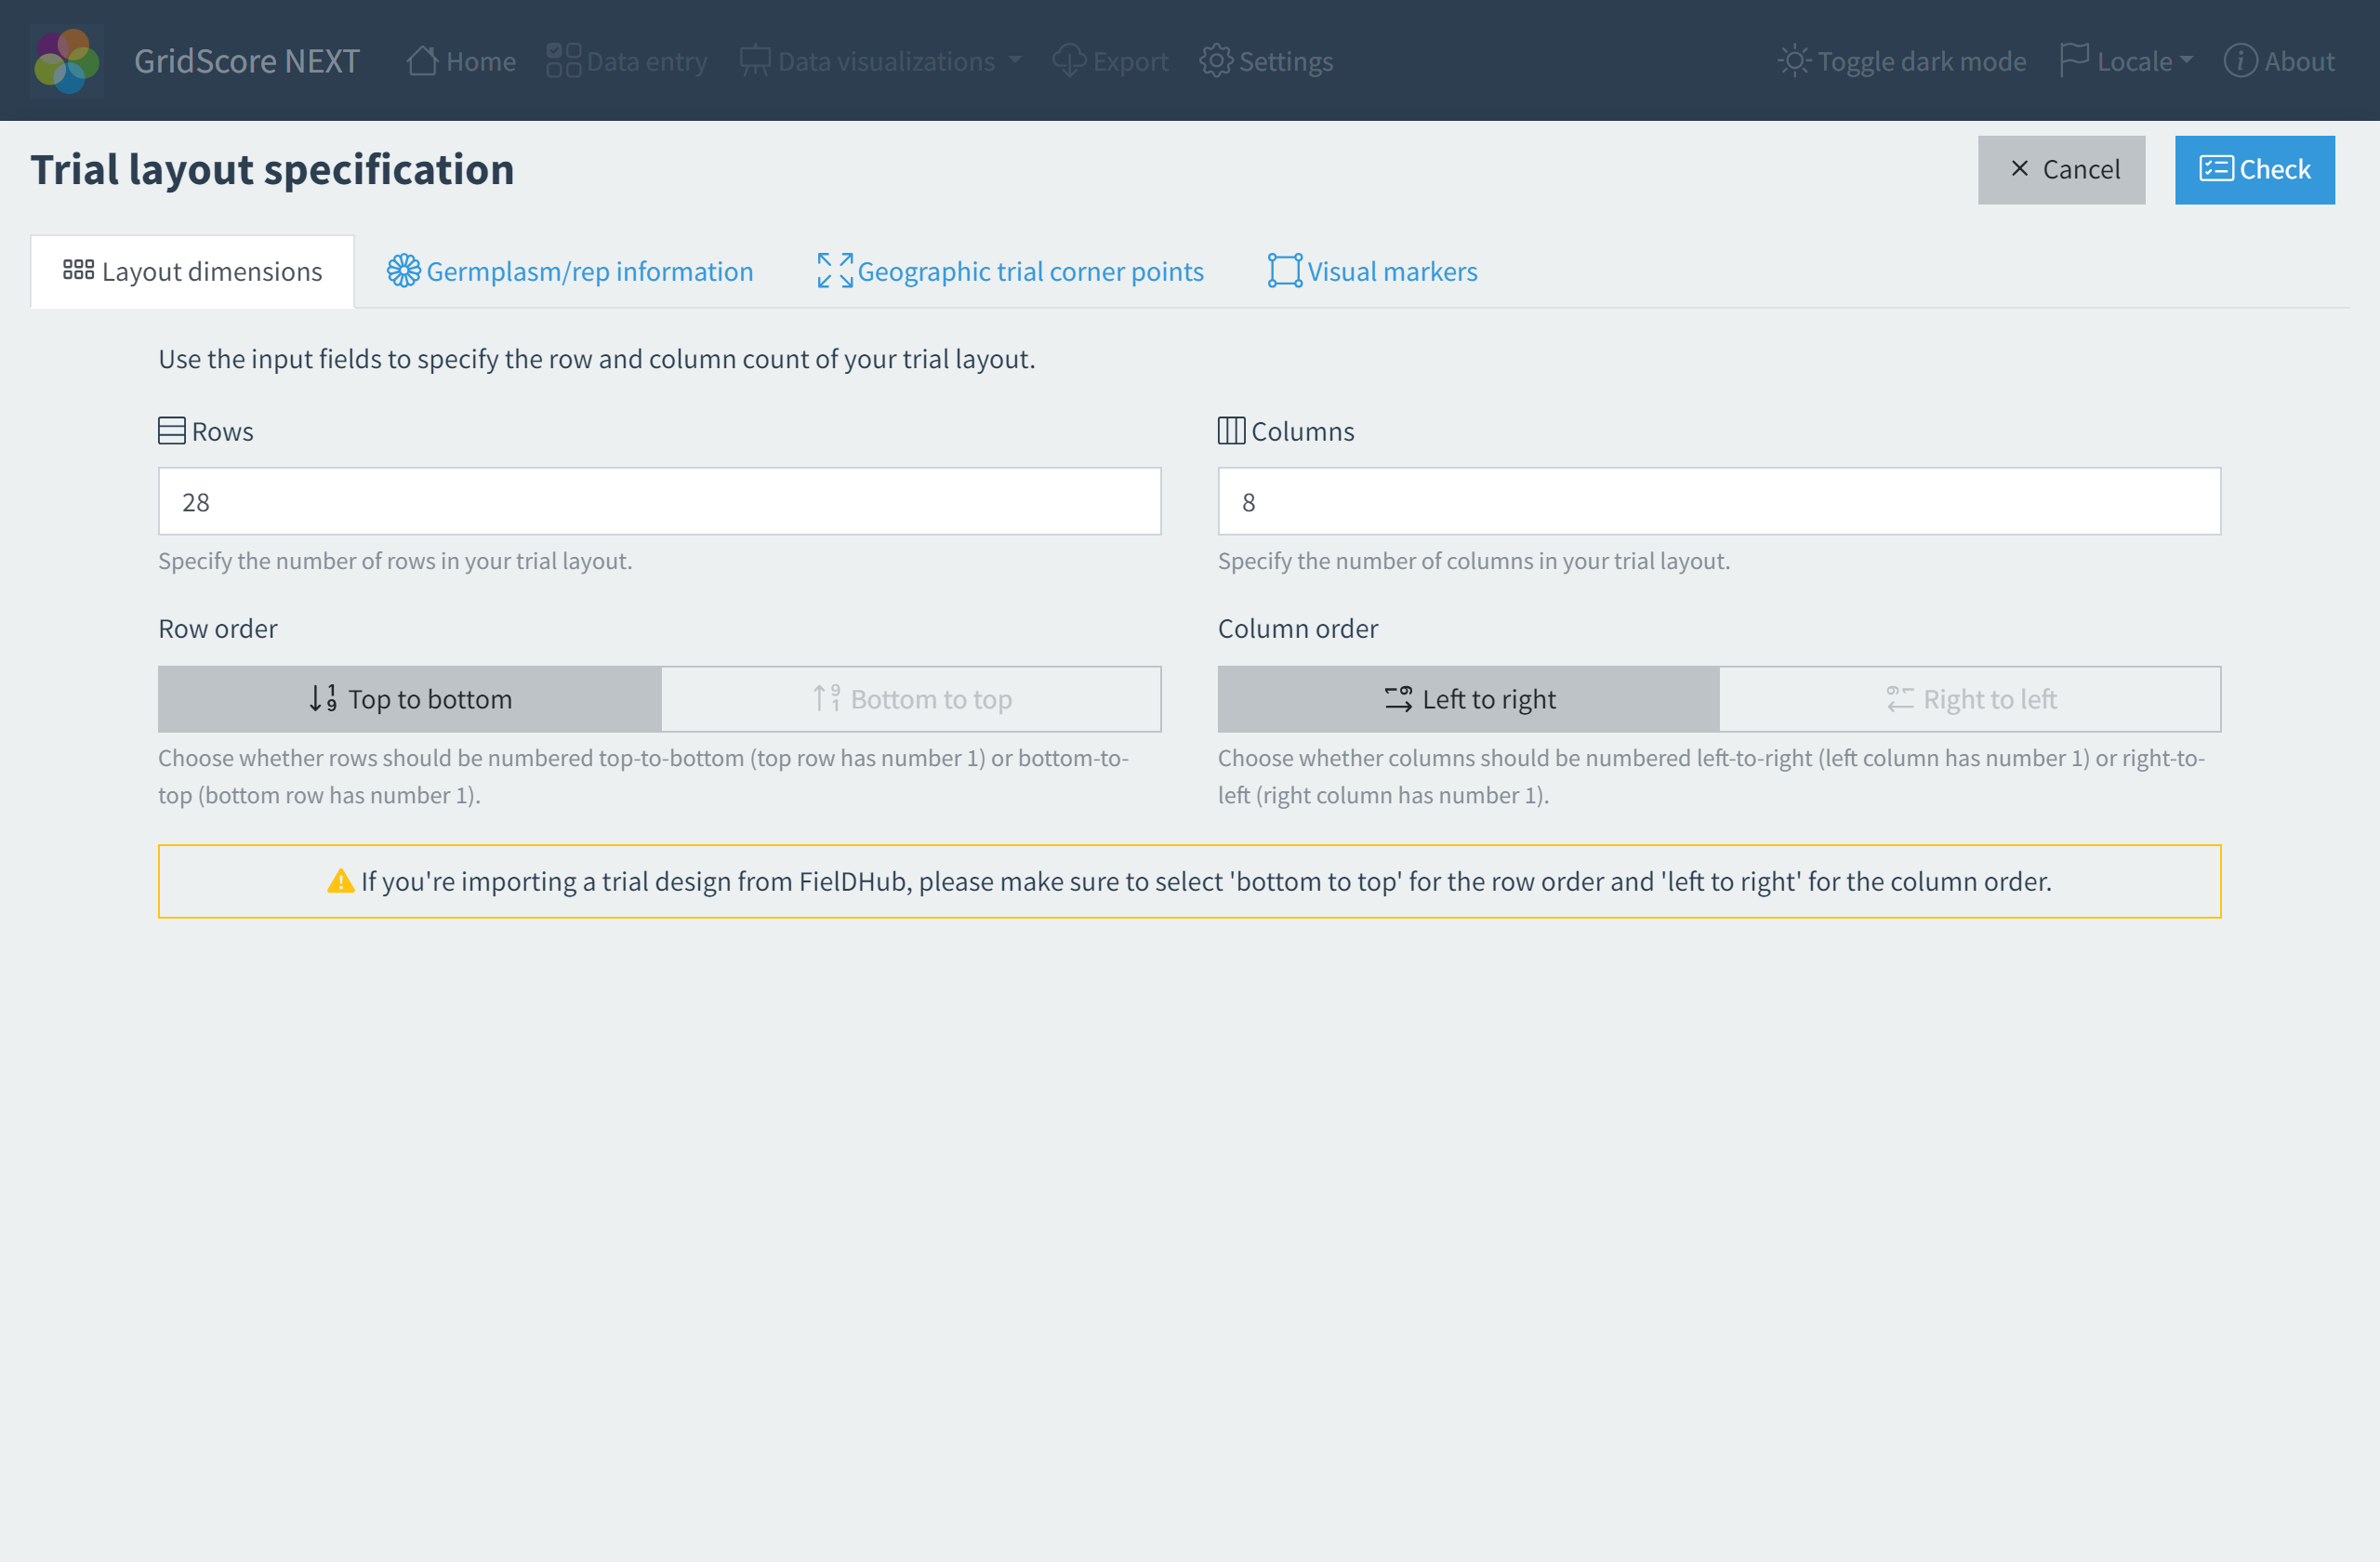 GridScore NEXT
Home
Data entry
Data visualizations
Export
Settings
Toggle dark mode
Locale
About
Trial layout specification
Cancel
Check
Layout dimensions
Germplasm/rep information
Geographic trial corner points
Visual markers
Use the input fields to specify the row and column count of your trial layout.
Rows
Columns
28
8
Specify the number of rows in your trial layout.
Specify the number of columns in your trial layout.
Row order
Column order
Top to bottom
Bottom to top
Left to right
Right to left
Choose whether rows should be numbered top-to-bottom (top row has number 1) or bottom-to-
top (bottom row has number 1).
Choose whether columns should be numbered left-to-right (left column has number 1) or right-to-
left (right column has number 1).
If you're importing a trial design from FielDHub, please make sure to select 'bottom to top' for the row order and 'left to right' for the column order.